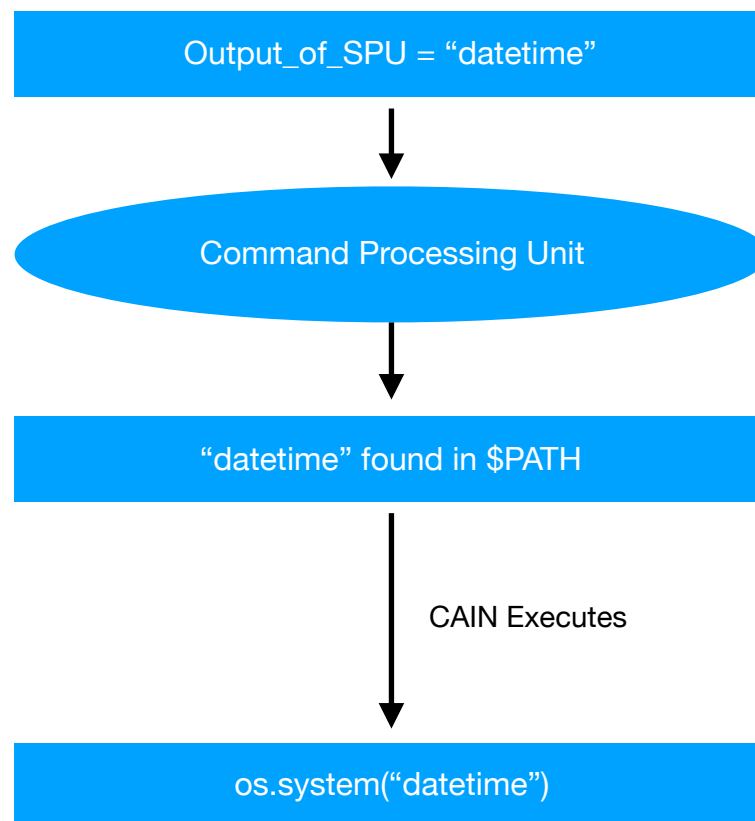 Output_of_SPU = “datetime”
Command Processing Unit
“datetime” found in $PATH
CAIN Executes
os.system(“datetime”)